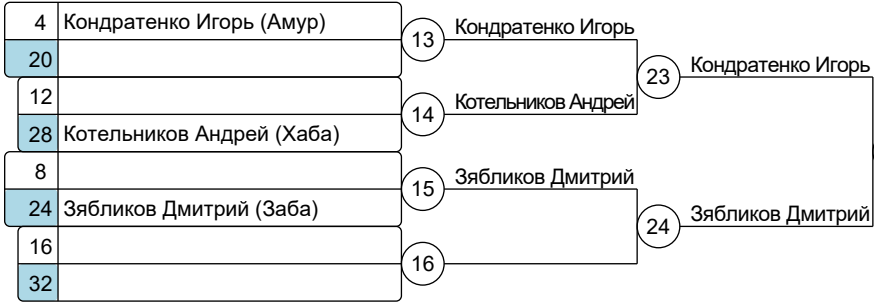 4 Кондратенко Игорь (Амур)
20
12
28 Котельников Андрей (Хаба)
8
24 Зябликов Дмитрий (Заба)
16
32
13 Кондратенко Игорь
14 Котельников Андрей
15 Зябликов Дмитрий
16
23 Кондратенко Игорь
24 Зябликов Дмитрий